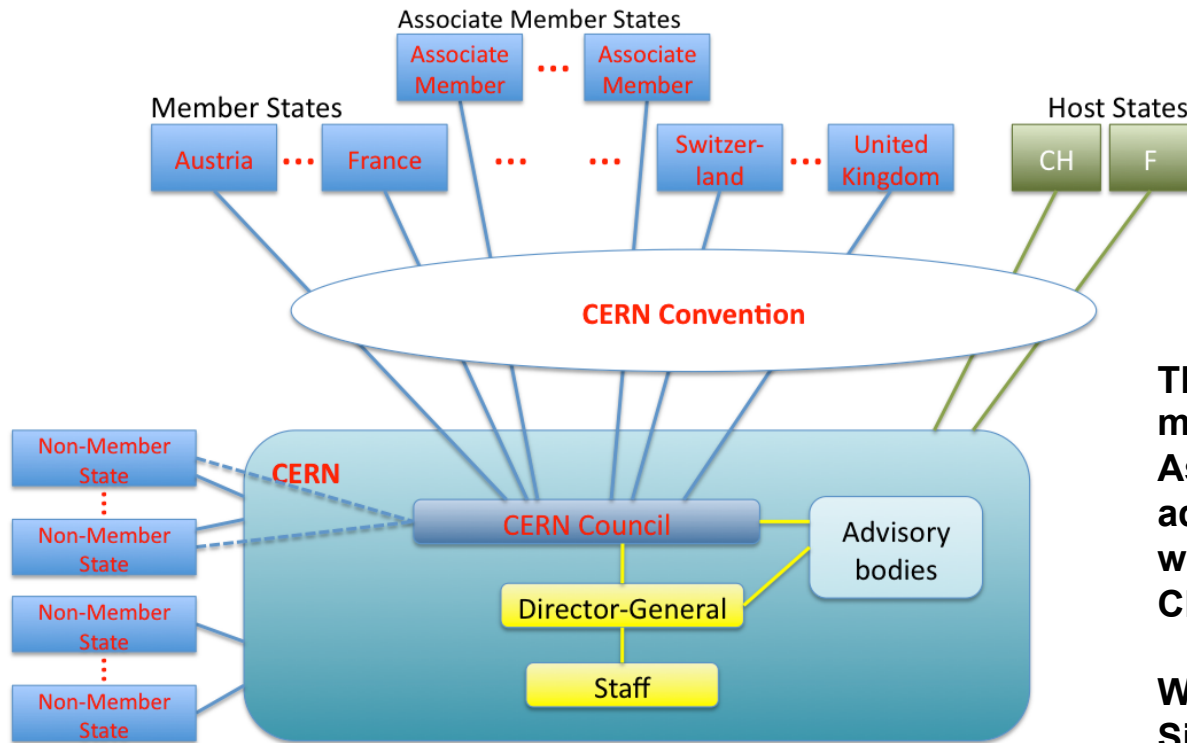 Associate Member States
Associate
Member
...
Associate
Member
Member States
Host States
Austria
...
France
...
...
Switzer-
land
...
United
Kingdom
CH
F
CERN Convention
Non-Member
State
Non-Member
State
Non-Member
State
Non-Member
State
CERN
CERN Council
Advisory
bodies
Director-General
Staff